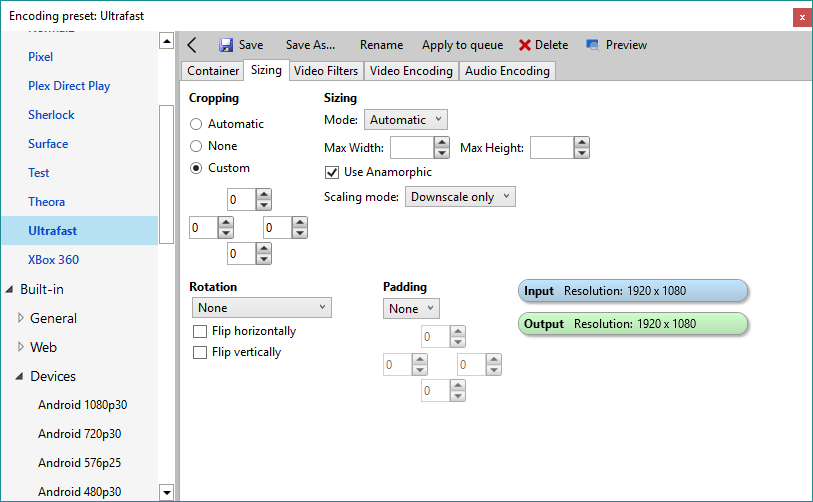 Encoding preset: Ultrafast
x
Pixel
Plex Direct Play
Sherlock
Surface
Test
Theora
Ultrafast
XBox 360
Built-in
General
Web
Devices
Android 1080p30
Android 720p30
Android 576p25
Android 480p30
Save Save As... Rename Apply to queue Delete Preview
Container Sizing Video Filters Video Encoding Audio Encoding
Cropping
Automatic
None
Custom
0
0 0
0
Sizing
Mode: Automatic
Max Width: Max Height:
Use Anamorphic
Scaling mode: Downscale only
Rotation
None
Flip horizontally
Flip vertically
Padding
None
0
0 0
0
Input Resolution: 1920 x 1080
Output Resolution: 1920 x 1080